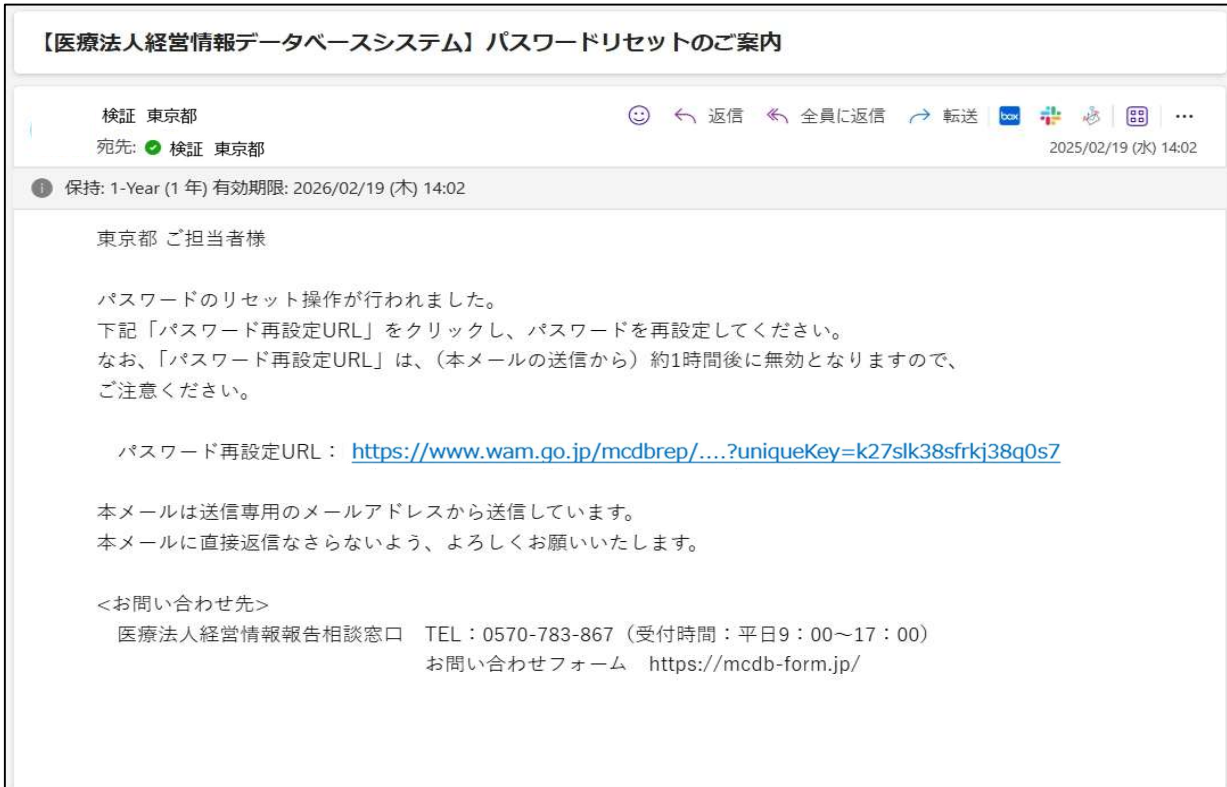 【医療法人経営情報データベースシステム】パスワードリセットのご案内
検証 東京都
返信 全員に返信 転送 box
宛先: 検証 東京都
2025/02/19 (水) 14:02
保持: 1-Year (1 年) 有効期限: 2026/02/19 (木) 14:02
東京都 ご担当者様
パスワードのリセット操作が行われました。
下記「パスワード再設定URL」をクリックし、パスワードを再設定してください。
なお、「パスワード再設定URL」は、（本メールの送信から）約1時間後に無効となりますので、
ご注意ください。
パスワード再設定URL： https://www.wam.go.jp/mcdbrep/....?uniqueKey=k27slk38sfrkj38q0s7
本メールは送信専用のメールアドレスから送信しています。
本メールに直接返信なさらないよう、よろしくお願いいたします。
<お問い合わせ先>
医療法人経営情報報告相談窓口 TEL：0570-783-867（受付時間：平日9：00～17：00）
お問い合わせフォーム https://mcdb-form.jp/